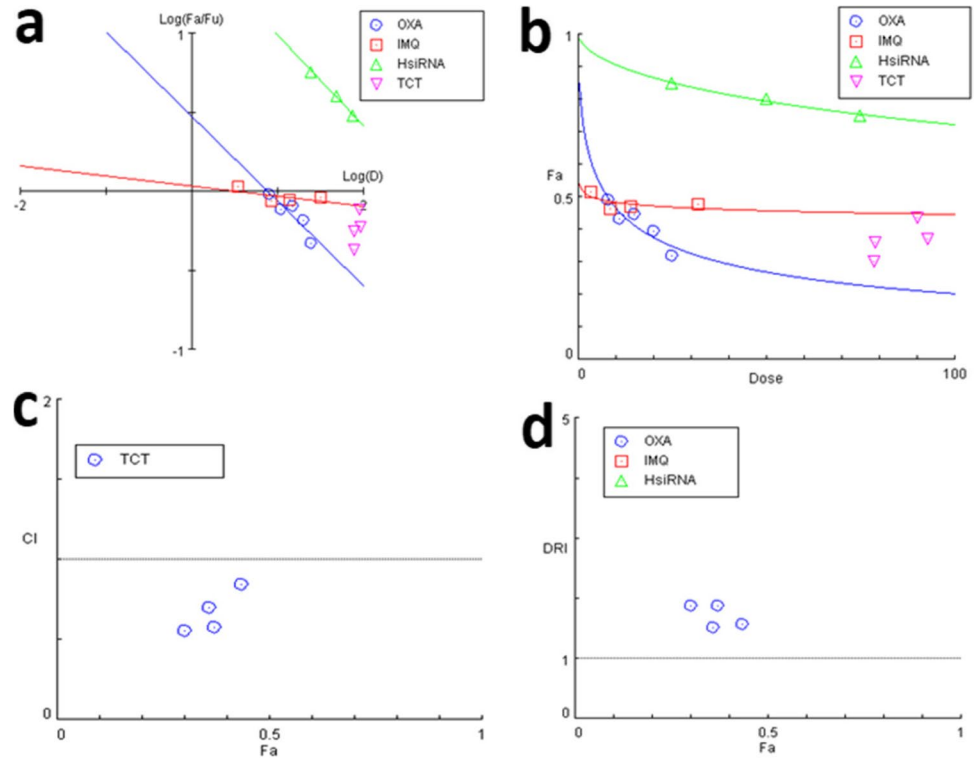 a
Log(Fa/Fu)
1
OXA
IMQ
HsiRNA
TCT
Log(D)
-2
2
-1
b
1
OXA
IMQ
HsiRNA
TCT
Fa
0.5
0
0
Dose
100
c
2
TCT
CI
0
0
0.5
1
Fa
d
5
OXA
IMQ
HsiRNA
DRI
1
0
0
0.5
1
Fa